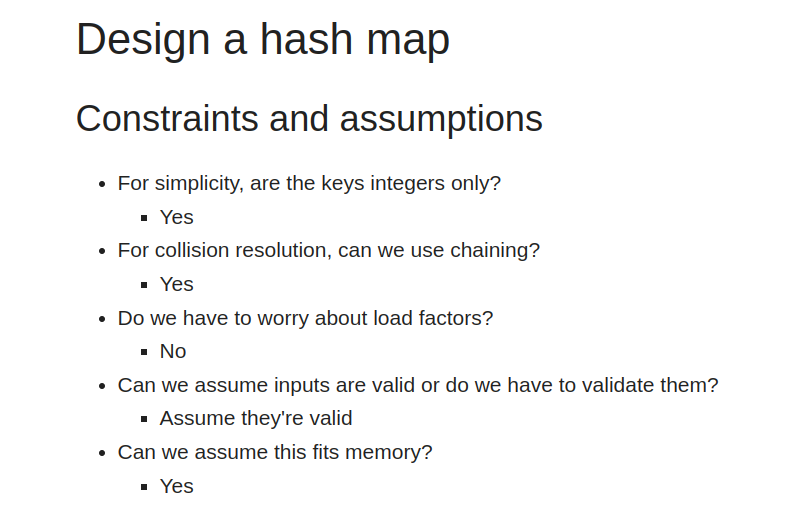 Design a hash map
Constraints and assumptions
For simplicity, are the keys integers only?
Yes
For collision resolution, can we use chaining?
Yes
Do we have to worry about load factors?
No
Can we assume inputs are valid or do we have to validate them?
Assume they're valid
Can we assume this fits memory?
Yes